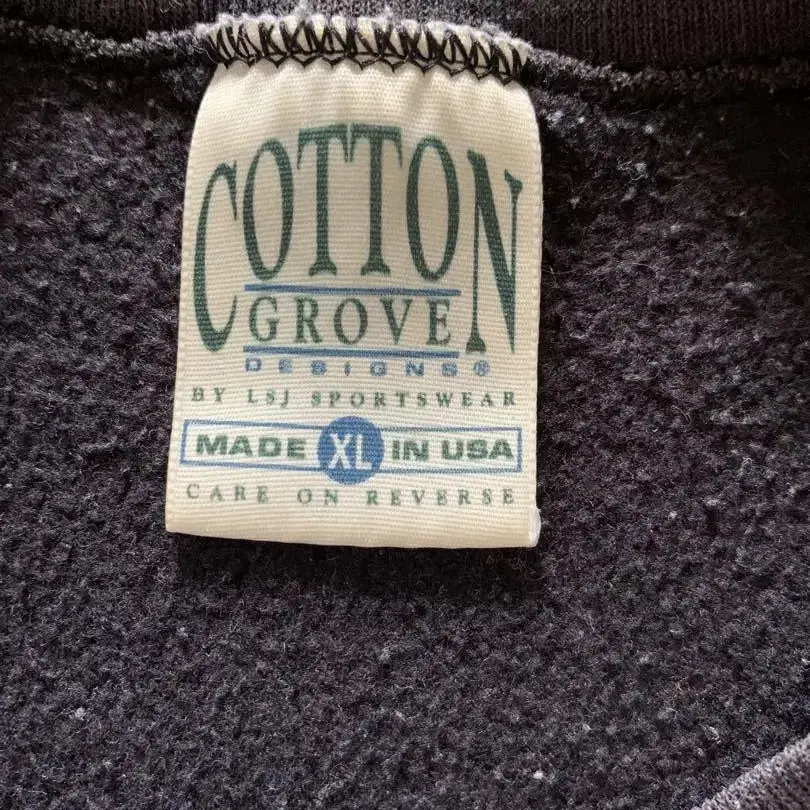 COTTON
GROVE
DESIGNS®
BY LSJ SPORTSWEAR
MADE XL IN USA
CARE ON REVERSE